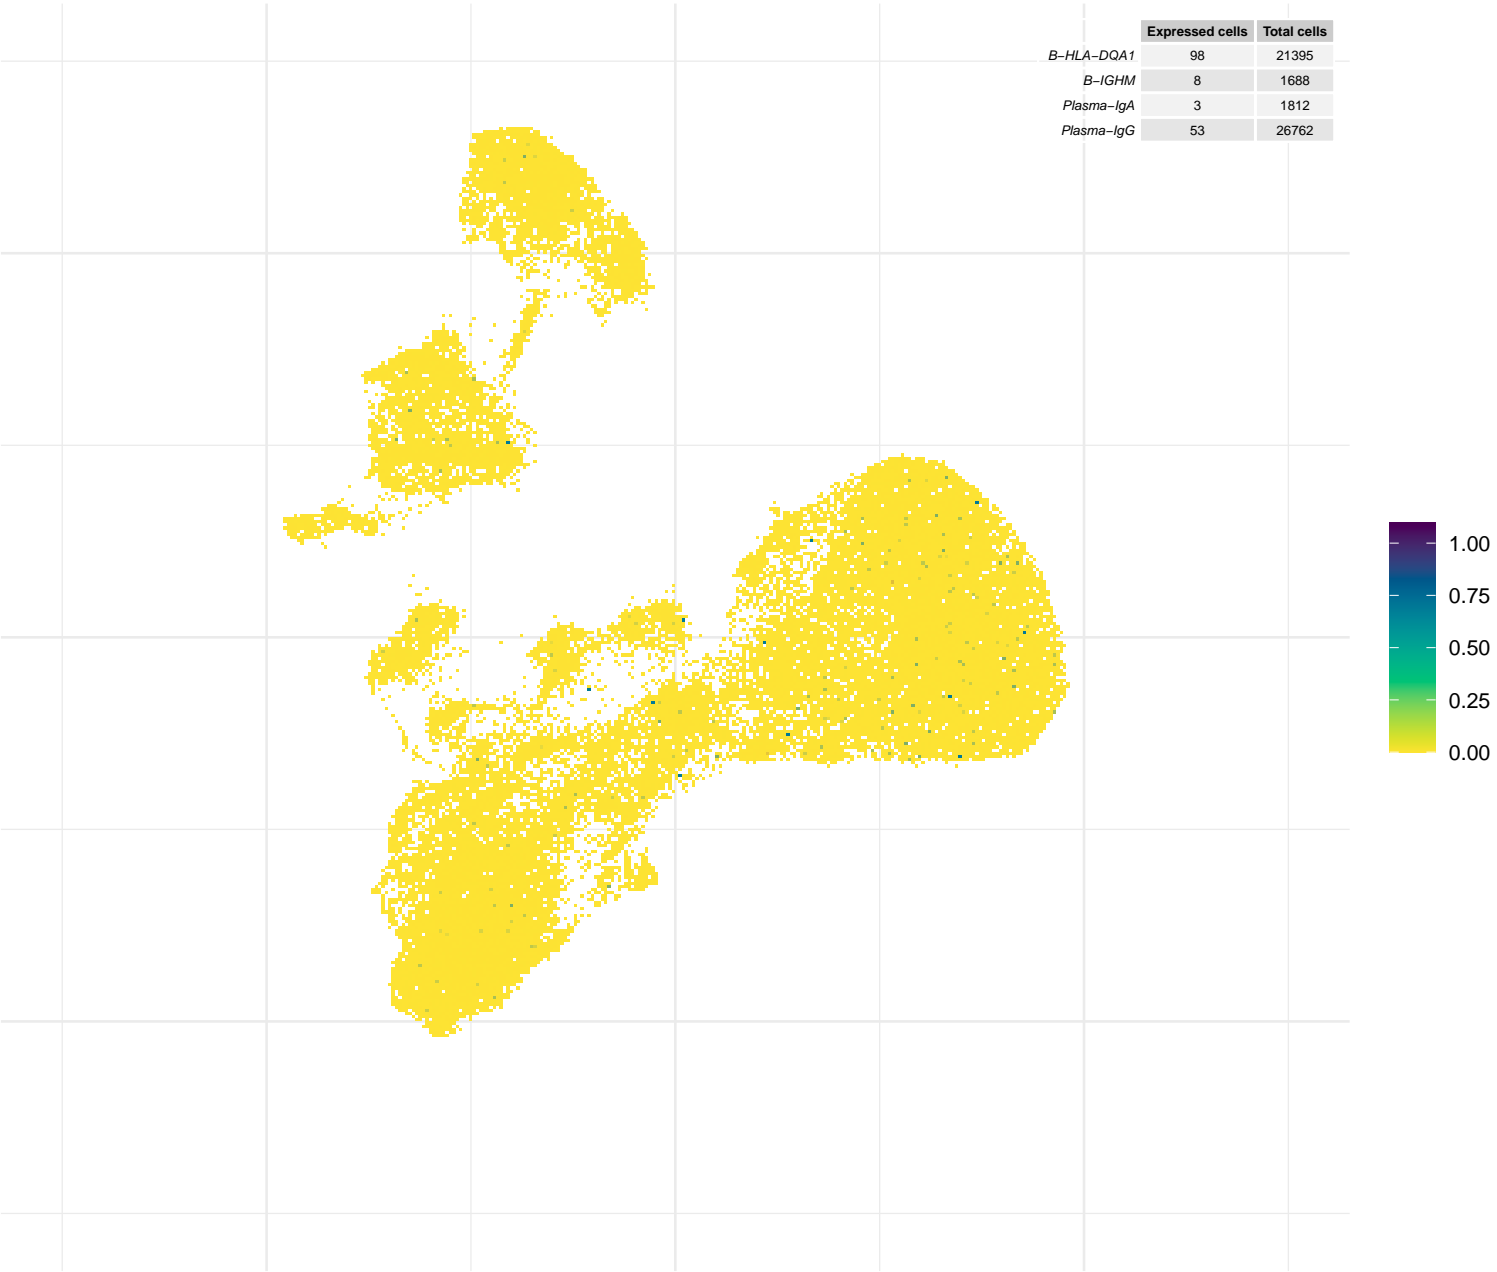 Expressed cells Total cells
B−HLA−DQA1 98 21395
B−IGHM 8 1688
Plasma−IgA 3 1812
Plasma−IgG 53 26762
1.00
0.75
0.50
0.25
0.00